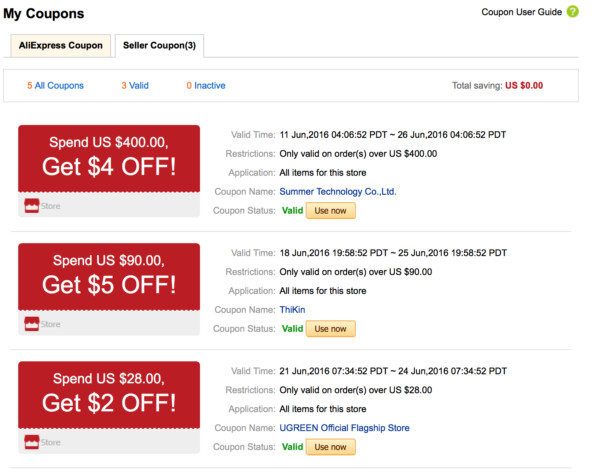 My Coupons
Coupon User Guide ?
AliExpress Coupon Seller Coupon(3)
5 All Coupons 3 Valid 0 Inactive Total saving: US $0.00
Spend US $400.00,
Get $4 OFF!
Store
Valid Time: 11 Jun,2016 04:06:52 PDT ~ 26 Jun,2016 04:06:52 PDT
Restrictions: Only valid on order(s) over US $400.00
Application: All items for this store
Coupon Name: Summer Technology Co.,Ltd.
Coupon Status: Valid Use now
Spend US $90.00,
Get $5 OFF!
Store
Valid Time: 18 Jun,2016 19:58:52 PDT ~ 25 Jun,2016 19:58:52 PDT
Restrictions: Only valid on order(s) over US $90.00
Application: All items for this store
Coupon Name: ThiKin
Coupon Status: Valid Use now
Spend US $28.00,
Get $2 OFF!
Store
Valid Time: 21 Jun,2016 07:34:52 PDT ~ 24 Jun,2016 07:34:52 PDT
Restrictions: Only valid on order(s) over US $28.00
Application: All items for this store
Coupon Name: UGREEN Official Flagship Store
Coupon Status: Valid Use now